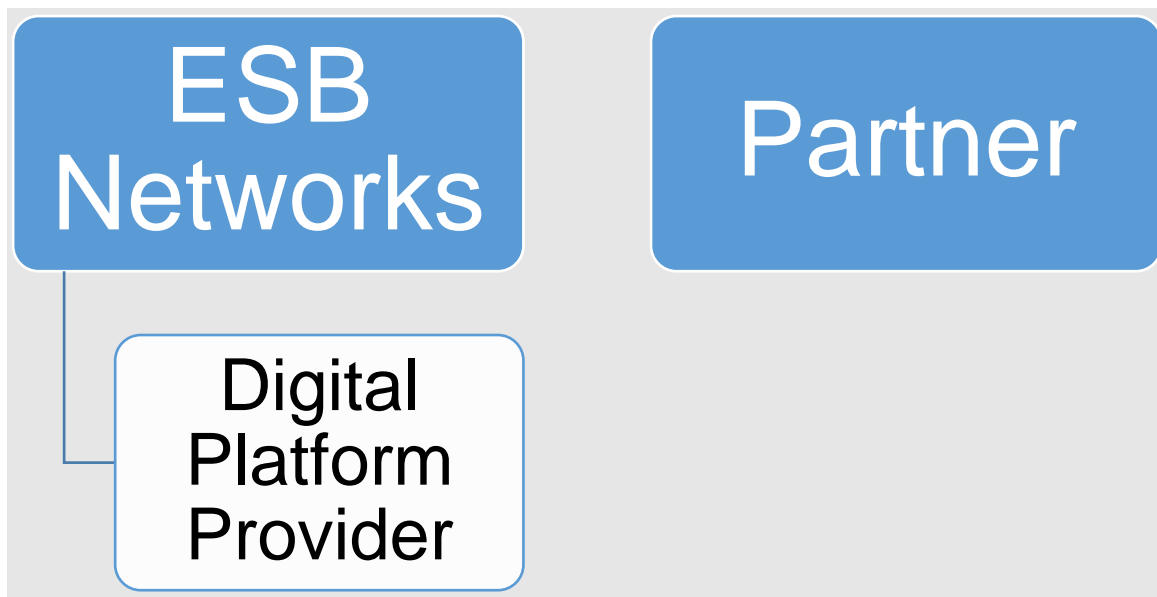 ESB
Networks
Partner
Digital
Platform
Provider